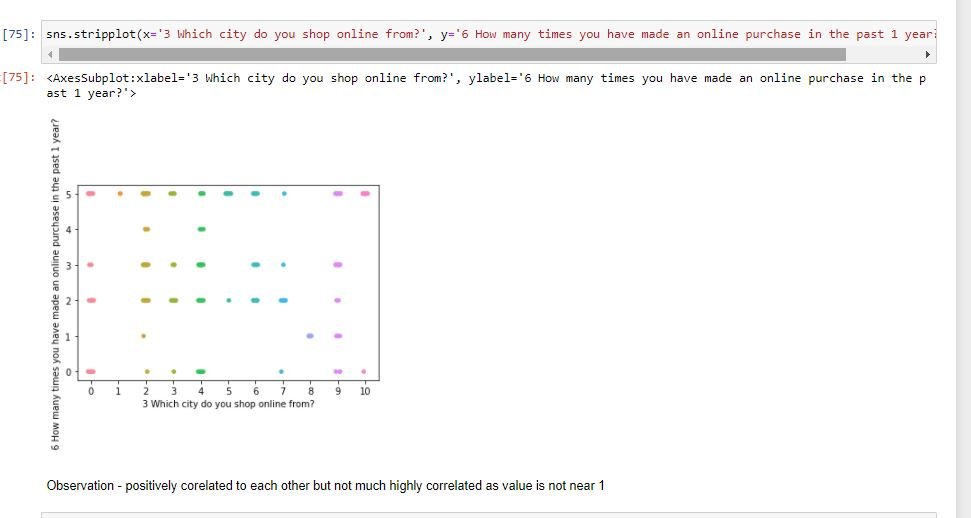 [75]: sns.stripplot(x='3 Which city do you shop online from?', y='6 How many times you have made an online purchase in the past 1 year
[75]: <AxesSubplot:xlabel='3 Which city do you shop online from?', ylabel='6 How many times you have made an online purchase in the p
ast 1 year?'>
6 How many times you have made an online purchase in the past 1 year?
5
4
3
2
1
0
0 1 2 3 4 5 6 7 8 9 10
3 Which city do you shop online from?
Observation - positively corelated to each other but not much highly correlated as value is not near 1